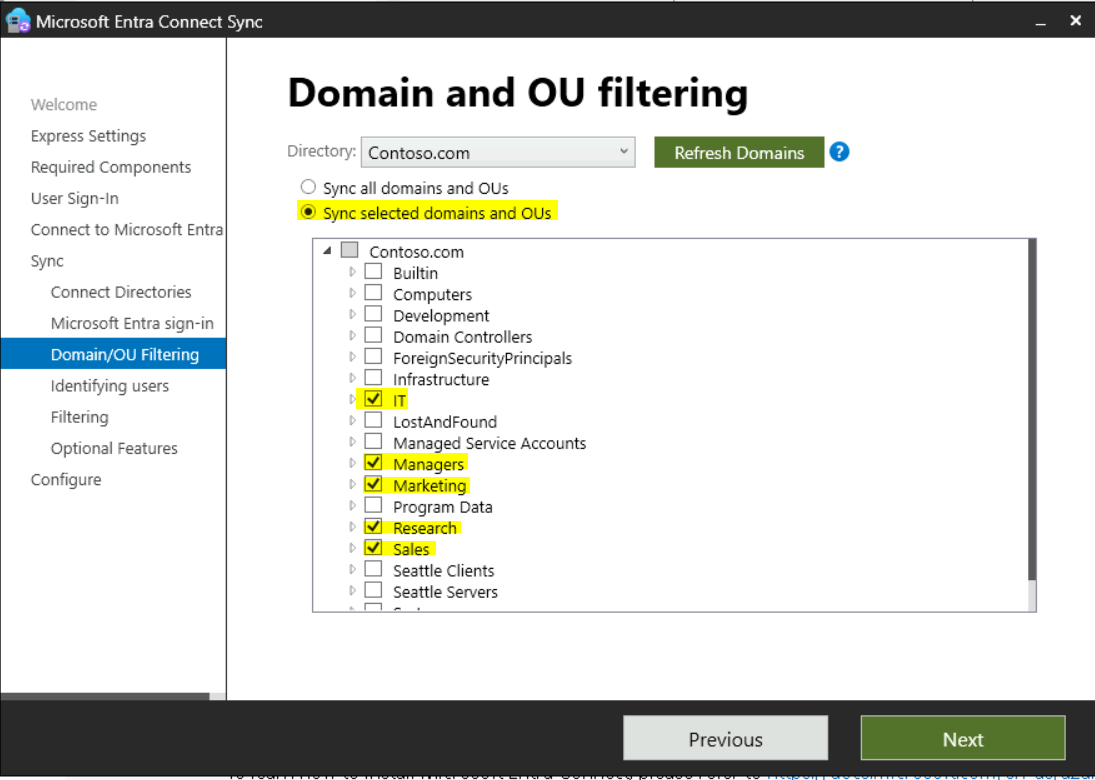 Microsoft Entra Connect Sync
Welcome
Express Settings
Required Components
User Sign-In
Connect to Microsoft Entra
Sync
Connect Directories
Microsoft Entra sign-in
Domain/OU Filtering
Identifying users
Filtering
Optional Features
Configure
Domain and OU filtering
Directory: Contoso.com
Refresh Domains ?
Sync all domains and OUs
Sync selected domains and OUs
Contoso.com
Builtin
Computers
Development
Domain Controllers
ForeignSecurityPrincipals
Infrastructure
IT
LostAndFound
Managed Service Accounts
Managers
Marketing
Program Data
Research
Sales
Seattle Clients
Seattle Servers
Previous
Next